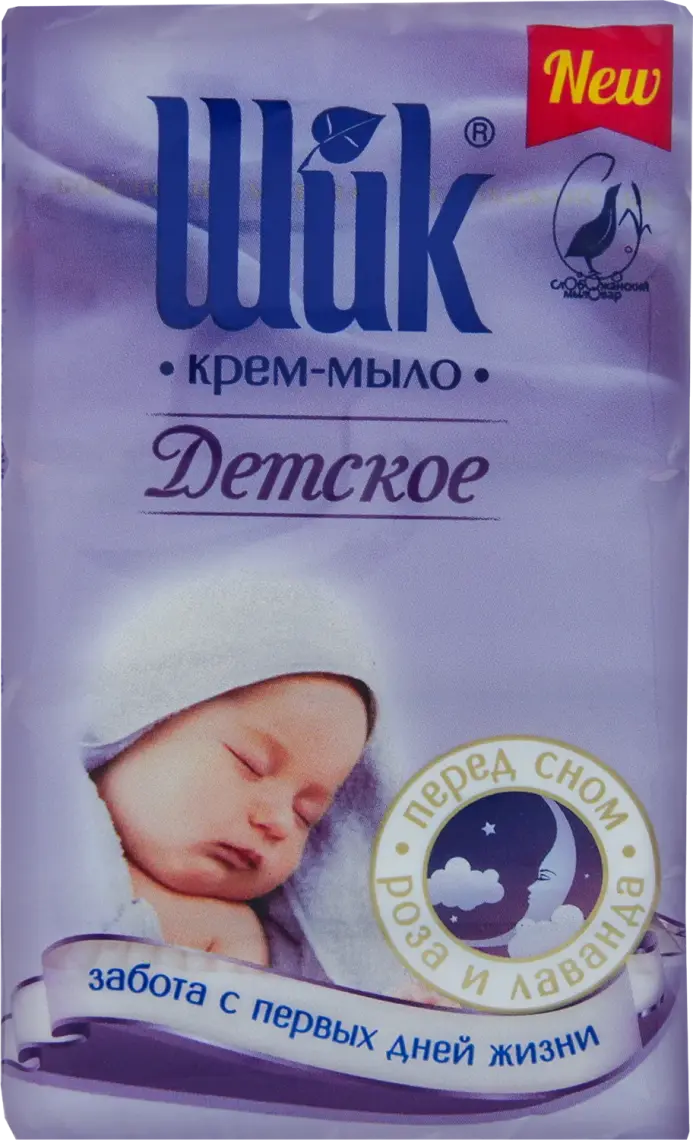 New
Шик®
СлОбОжанский
мылОвар
• крем-мыло •
Детское
• перед сном •
роза и лаванда
забота с первых дней жизни